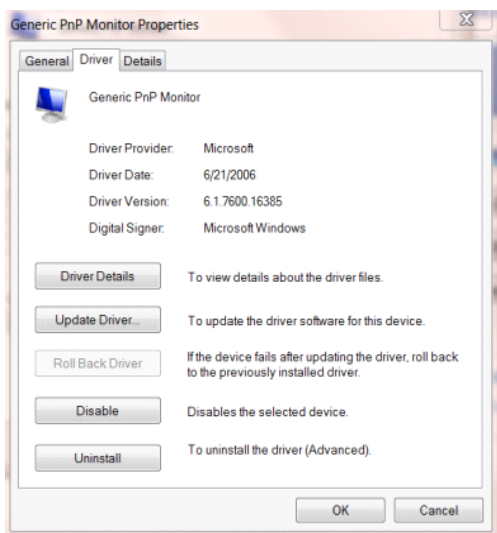 Generic PnP Monitor Properties
General Driver Details
Generic PnP Monitor
Driver Provider: Microsoft
Driver Date: 6/21/2006
Driver Version: 6.1.7600.16385
Digital Signer: Microsoft Windows
Driver Details To view details about the driver files.
Update Driver... To update the driver software for this device.
Roll Back Driver If the device fails after updating the driver, roll back
to the previously installed driver.
Disable Disables the selected device.
Uninstall To uninstall the driver (Advanced).
OK Cancel